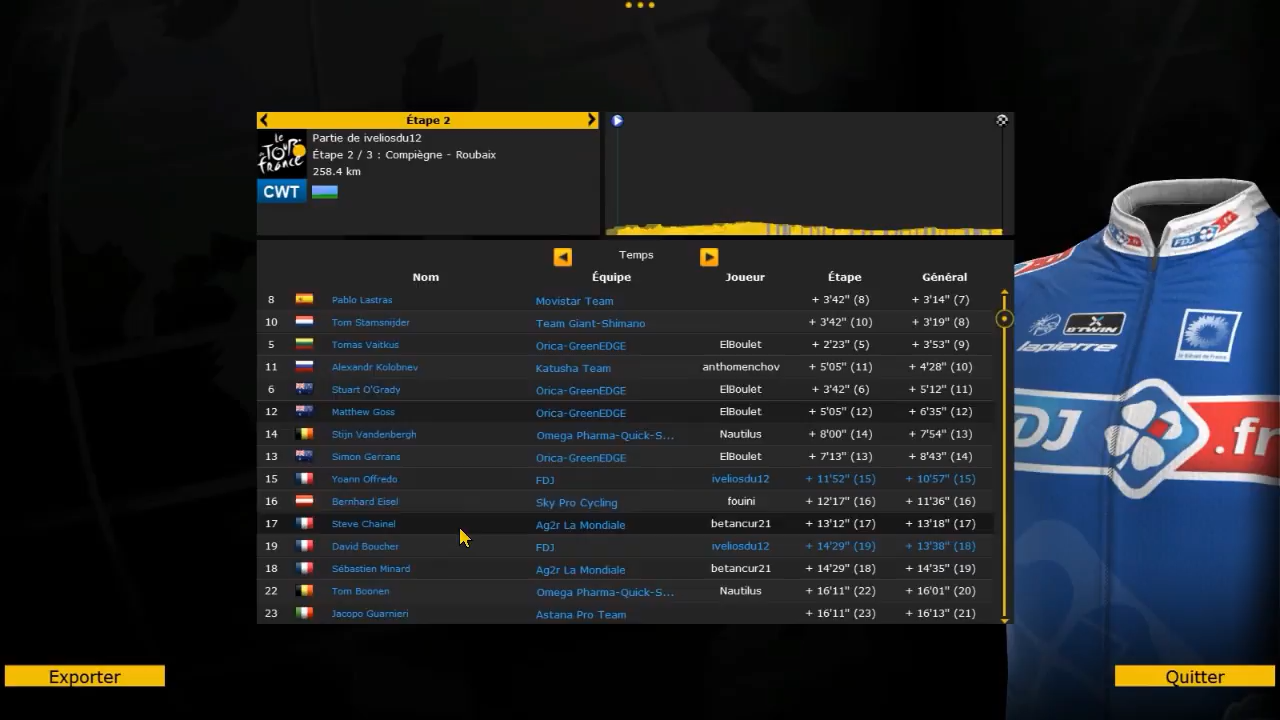 Étape 2
le TOUR de france
CWT
Partie de iveliosdu12
Étape 2 / 3 : Compiègne - Roubaix
258.4 km
Temps
Nom Équipe Joueur Étape Général
8 Pablo Lastras Movistar Team + 3'42" (8) + 3'14" (7)
10 Tom Stamsnijder Team Giant-Shimano + 3'42" (10) + 3'19" (8)
5 Tomas Vaitkus Orica-GreenEDGE ElBoulet + 2'23" (5) + 3'53" (9)
11 Alexandr Kolobnev Katusha Team anthomenchov + 5'05" (11) + 4'28" (10)
6 Stuart O'Grady Orica-GreenEDGE ElBoulet + 3'42" (6) + 5'12" (11)
12 Matthew Goss Orica-GreenEDGE ElBoulet + 5'05" (12) + 6'35" (12)
14 Stijn Vandenbergh Omega Pharma-Quick-S... Nautilus + 8'00" (14) + 7'54" (13)
13 Simon Gerrans Orica-GreenEDGE ElBoulet + 7'13" (13) + 8'43" (14)
15 Yoann Offredo FDJ iveliosdu12 + 11'52" (15) + 10'57" (15)
16 Bernhard Eisel Sky Pro Cycling fouini + 12'17" (16) + 11'36" (16)
17 Steve Chainel Ag2r La Mondiale betancur21 + 13'12" (17) + 13'18" (17)
19 David Boucher FDJ iveliosdu12 + 14'29" (19) + 13'38" (18)
18 Sébastien Minard Ag2r La Mondiale betancur21 + 14'29" (18) + 14'35" (19)
22 Tom Boonen Omega Pharma-Quick-S... Nautilus + 16'11" (22) + 16'01" (20)
23 Jacopo Guarnieri Astana Pro Team + 16'11" (23) + 16'13" (21)
FDJ .fr
B'TWIN
lapierre
FDJ .fr
Exporter
Quitter